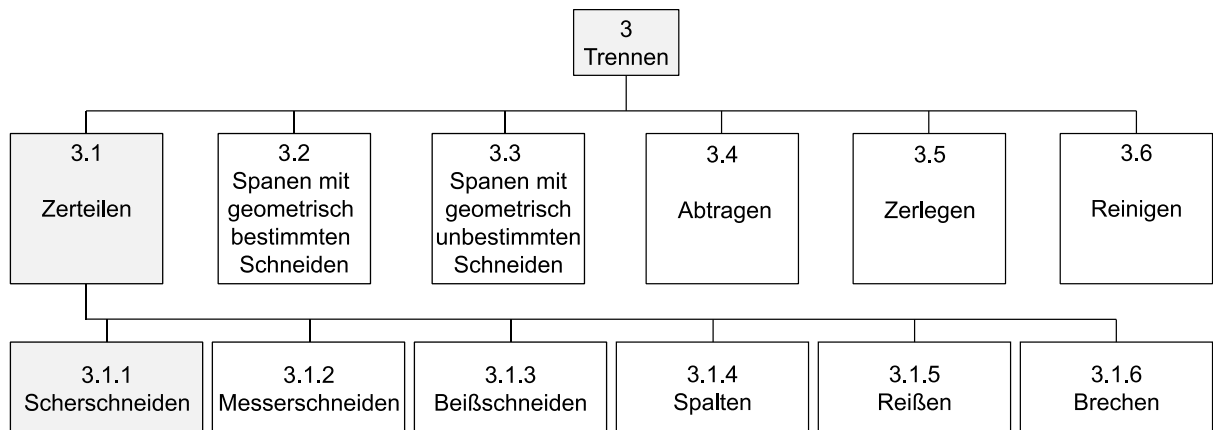 3
Trennen
3.1
Zerteilen
3.2
Spanen mit
geometrisch
bestimmten
Schneiden
3.3
Spanen mit
geometrisch
unbestimmten
Schneiden
3.4
Abtragen
3.5
Zerlegen
3.6
Reinigen
3.1.1
Scherschneiden
3.1.2
Messerschneiden
3.1.3
Beißschneiden
3.1.4
Spalten
3.1.5
Reißen
3.1.6
Brechen